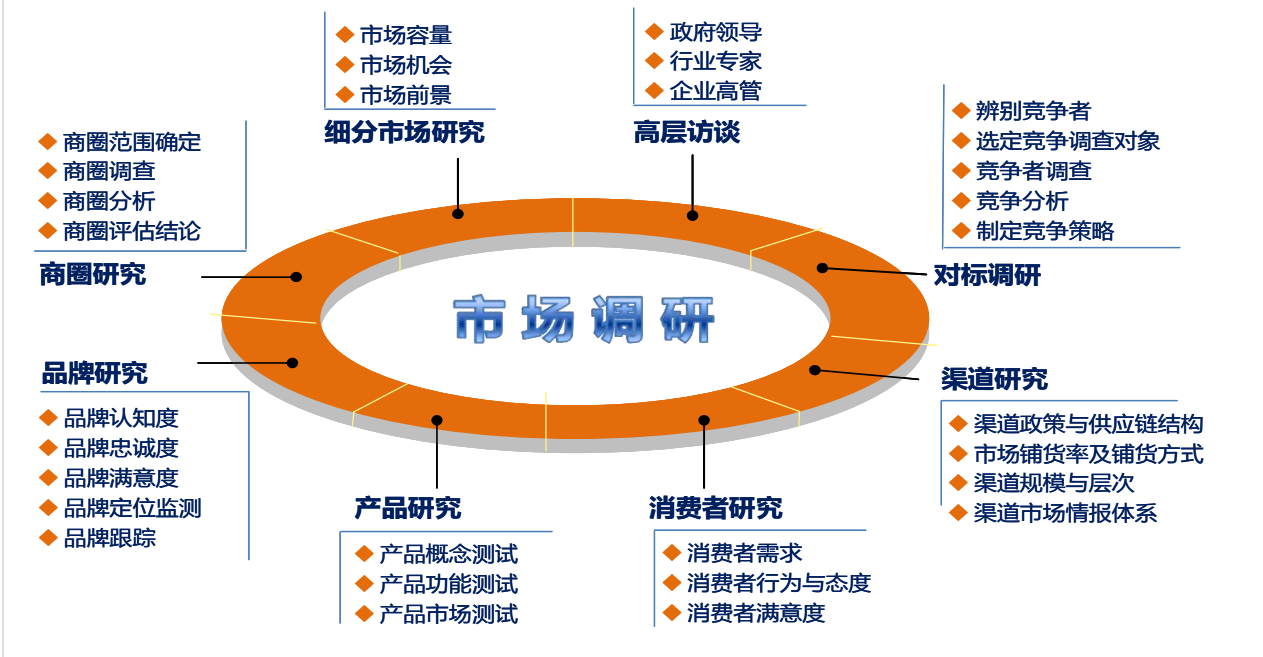 市场容量
市场机会
市场前景
细分市场研究
政府领导
行业专家
企业高管
高层访谈
辨别竞争者
选定竞争调查对象
竞争者调查
竞争分析
制定竞争策略
对标调研
商圈范围确定
商圈调查
商圈分析
商圈评估结论
商圈研究
市场调研
品牌研究
品牌认知度
品牌忠诚度
品牌满意度
品牌定位监测
品牌跟踪
产品研究
产品概念测试
产品功能测试
产品市场测试
消费者研究
消费者需求
消费者行为与态度
消费者满意度
渠道研究
渠道政策与供应链结构
市场铺货率及铺货方式
渠道规模与层次
渠道市场情报体系